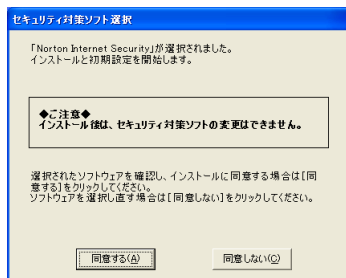 セキュリティ対策ソフト選択
「Norton Internet Security」が選択されました。
インストールと初期設定を開始します。
◆ご注意◆
インストール後は、セキュリティ対策ソフトの変更はできません。
選択されたソフトウェアを確認し、インストールに同意する場合は[同
意する]をクリックしてください。
ソフトウェアを選択し直す場合は[同意しない]をクリックしてください。
同意する(A)
同意しない(C)